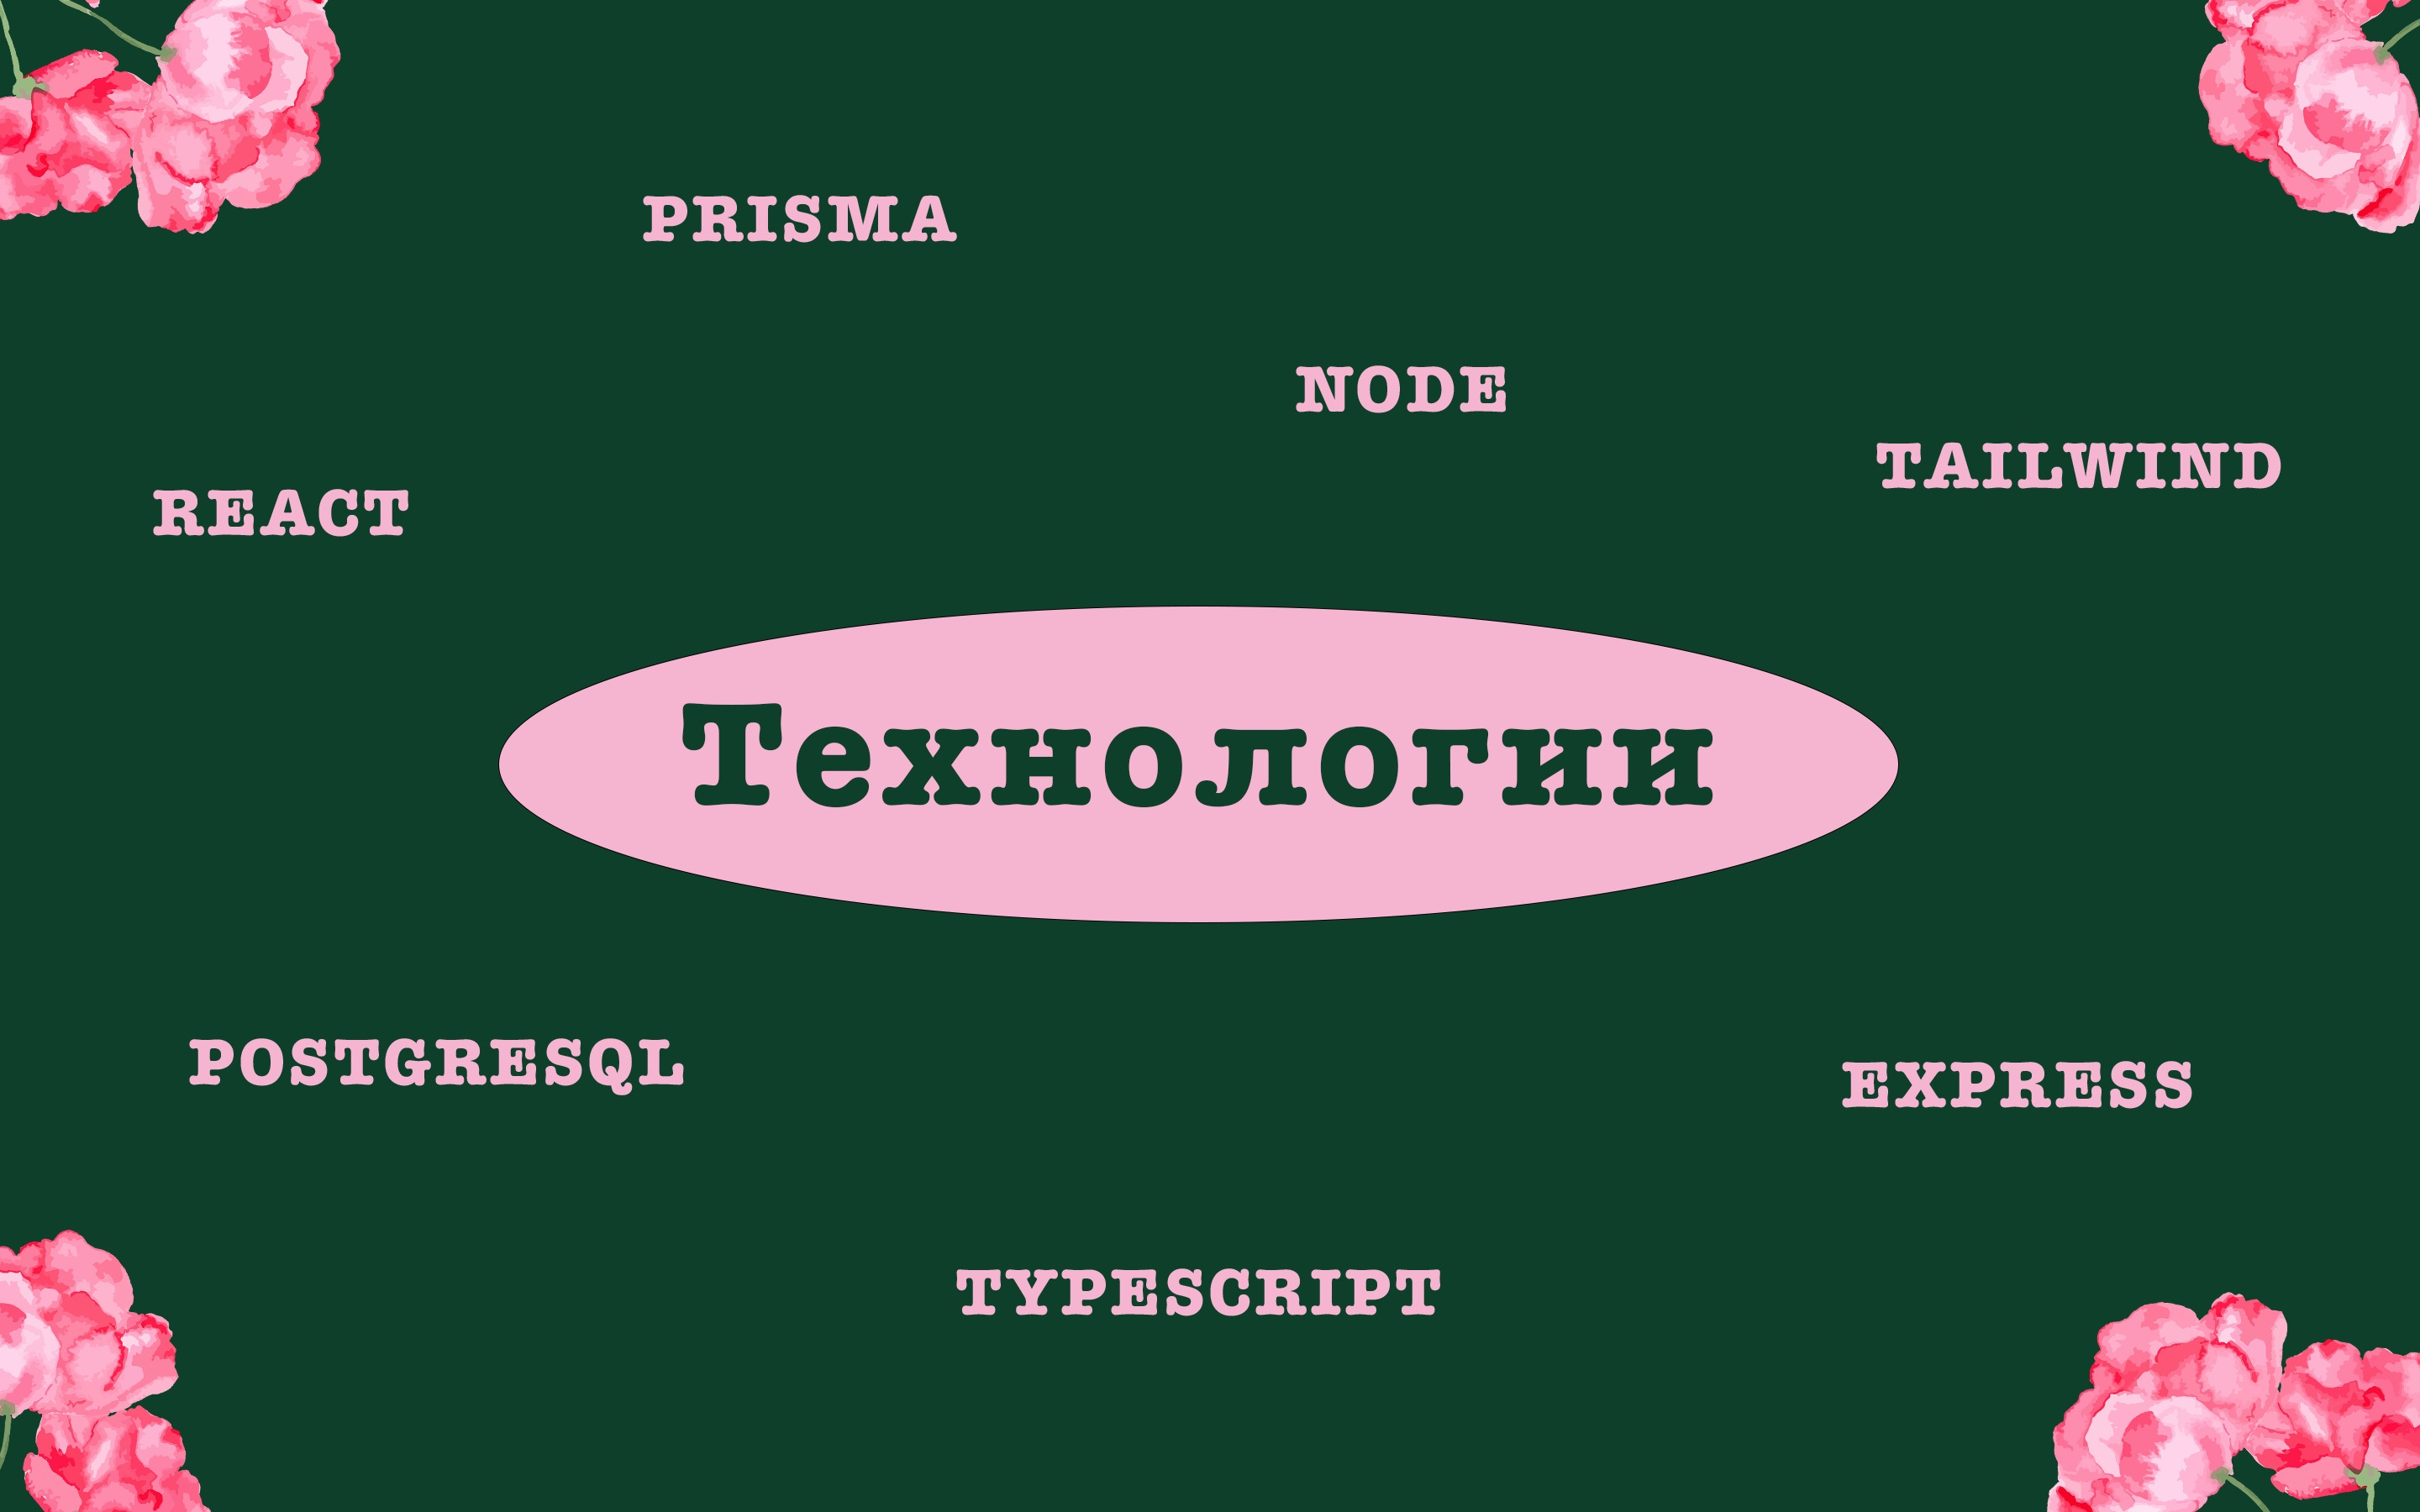 PRISMA
NODE
TAILWIND
REACT
Технологии
POSTGRESQL
EXPRESS
TYPESCRIPT